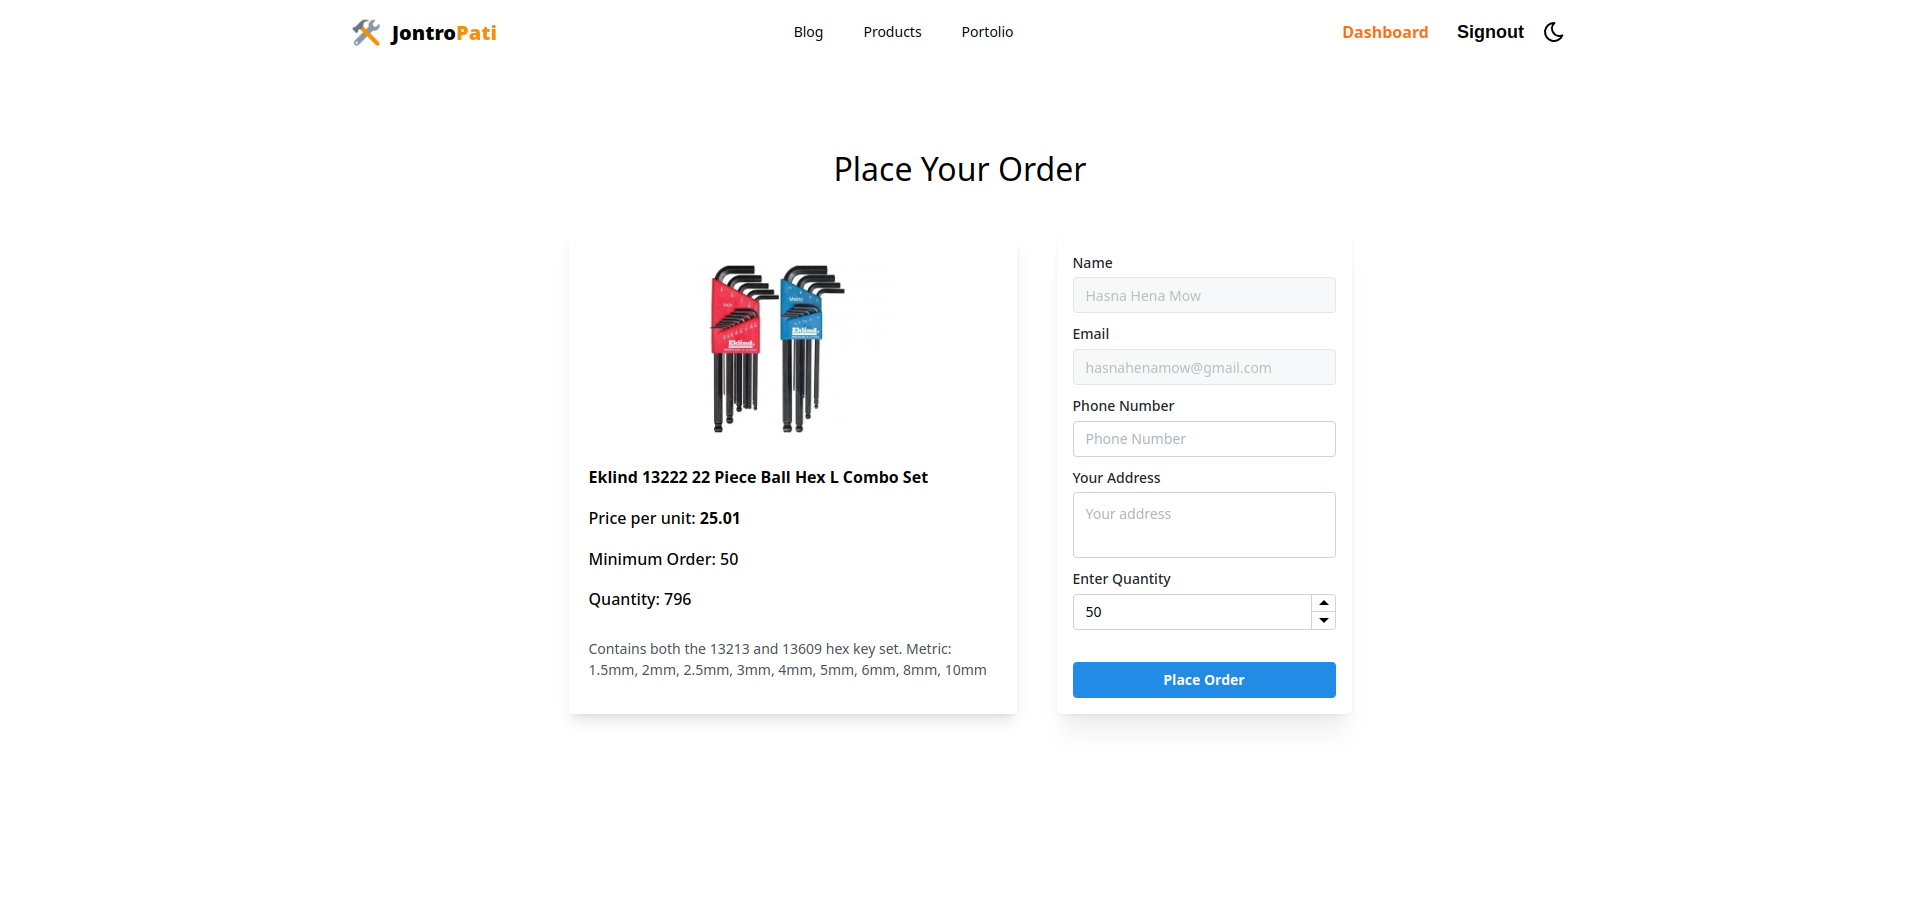 JontroPati
Blog
Products
Portolio
Dashboard
Signout
Place Your Order
Metric
Eklind
Eklind
Eklind 13222 22 Piece Ball Hex L Combo Set
Price per unit: 25.01
Minimum Order: 50
Quantity: 796
Contains both the 13213 and 13609 hex key set. Metric:
1.5mm, 2mm, 2.5mm, 3mm, 4mm, 5mm, 6mm, 8mm, 10mm
Name
Hasna Hena Mow
Email
hasnahenamow@gmail.com
Phone Number
Phone Number
Your Address
Your address
Enter Quantity
50
Place Order